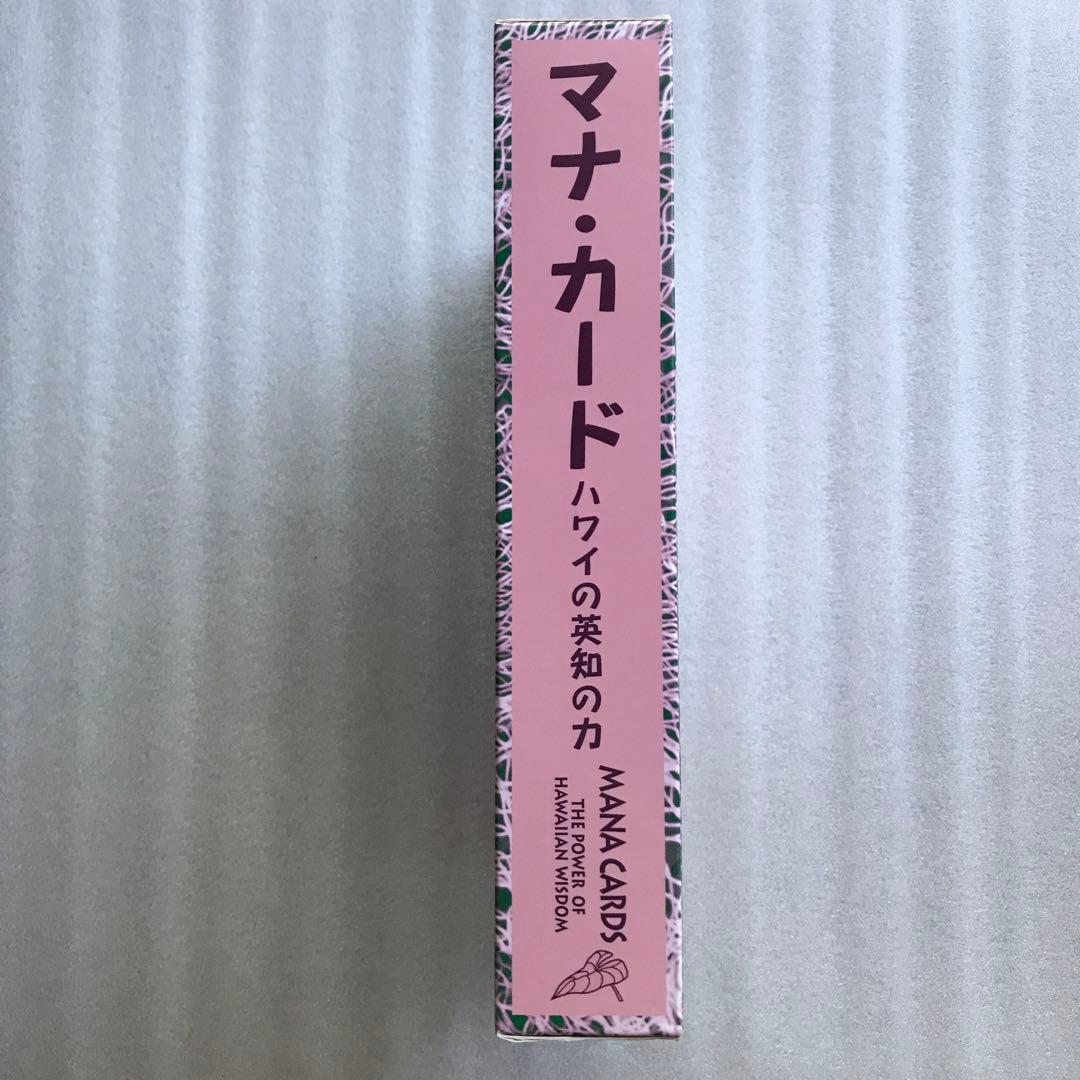 マナ・カード
ハワイの英知の力
MANA CARDS
THE POWER OF
HAWAIIAN WISDOM